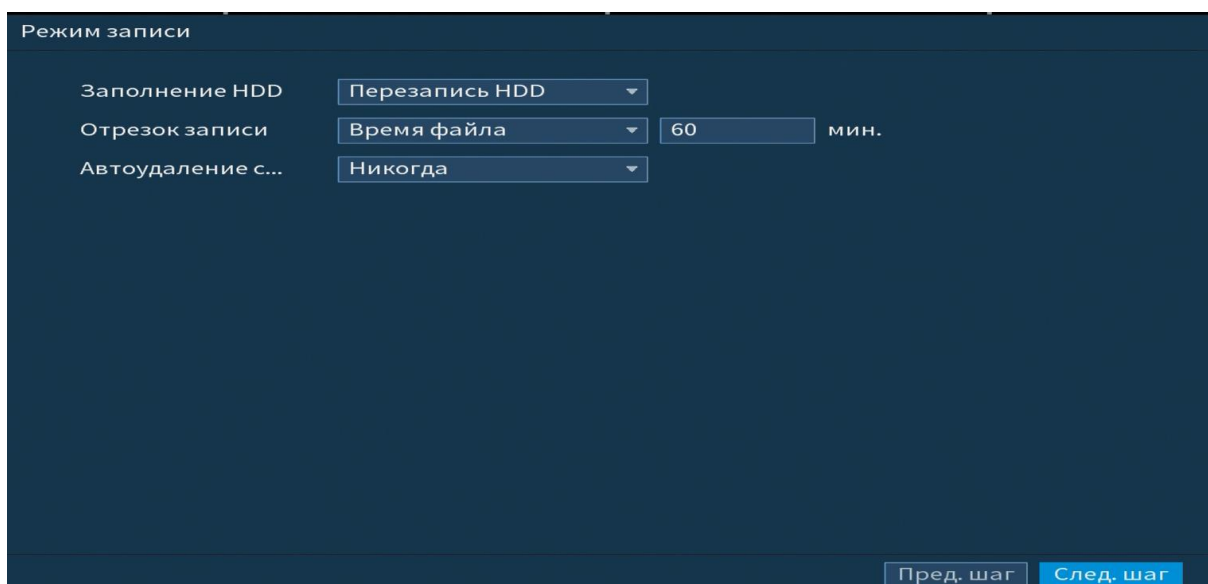 Режим записи
Заполнение HDD Перезапись HDD
Отрезок записи Время файла 60 мин.
Автоудаление с... Никогда
Пред. шаг След. шаг